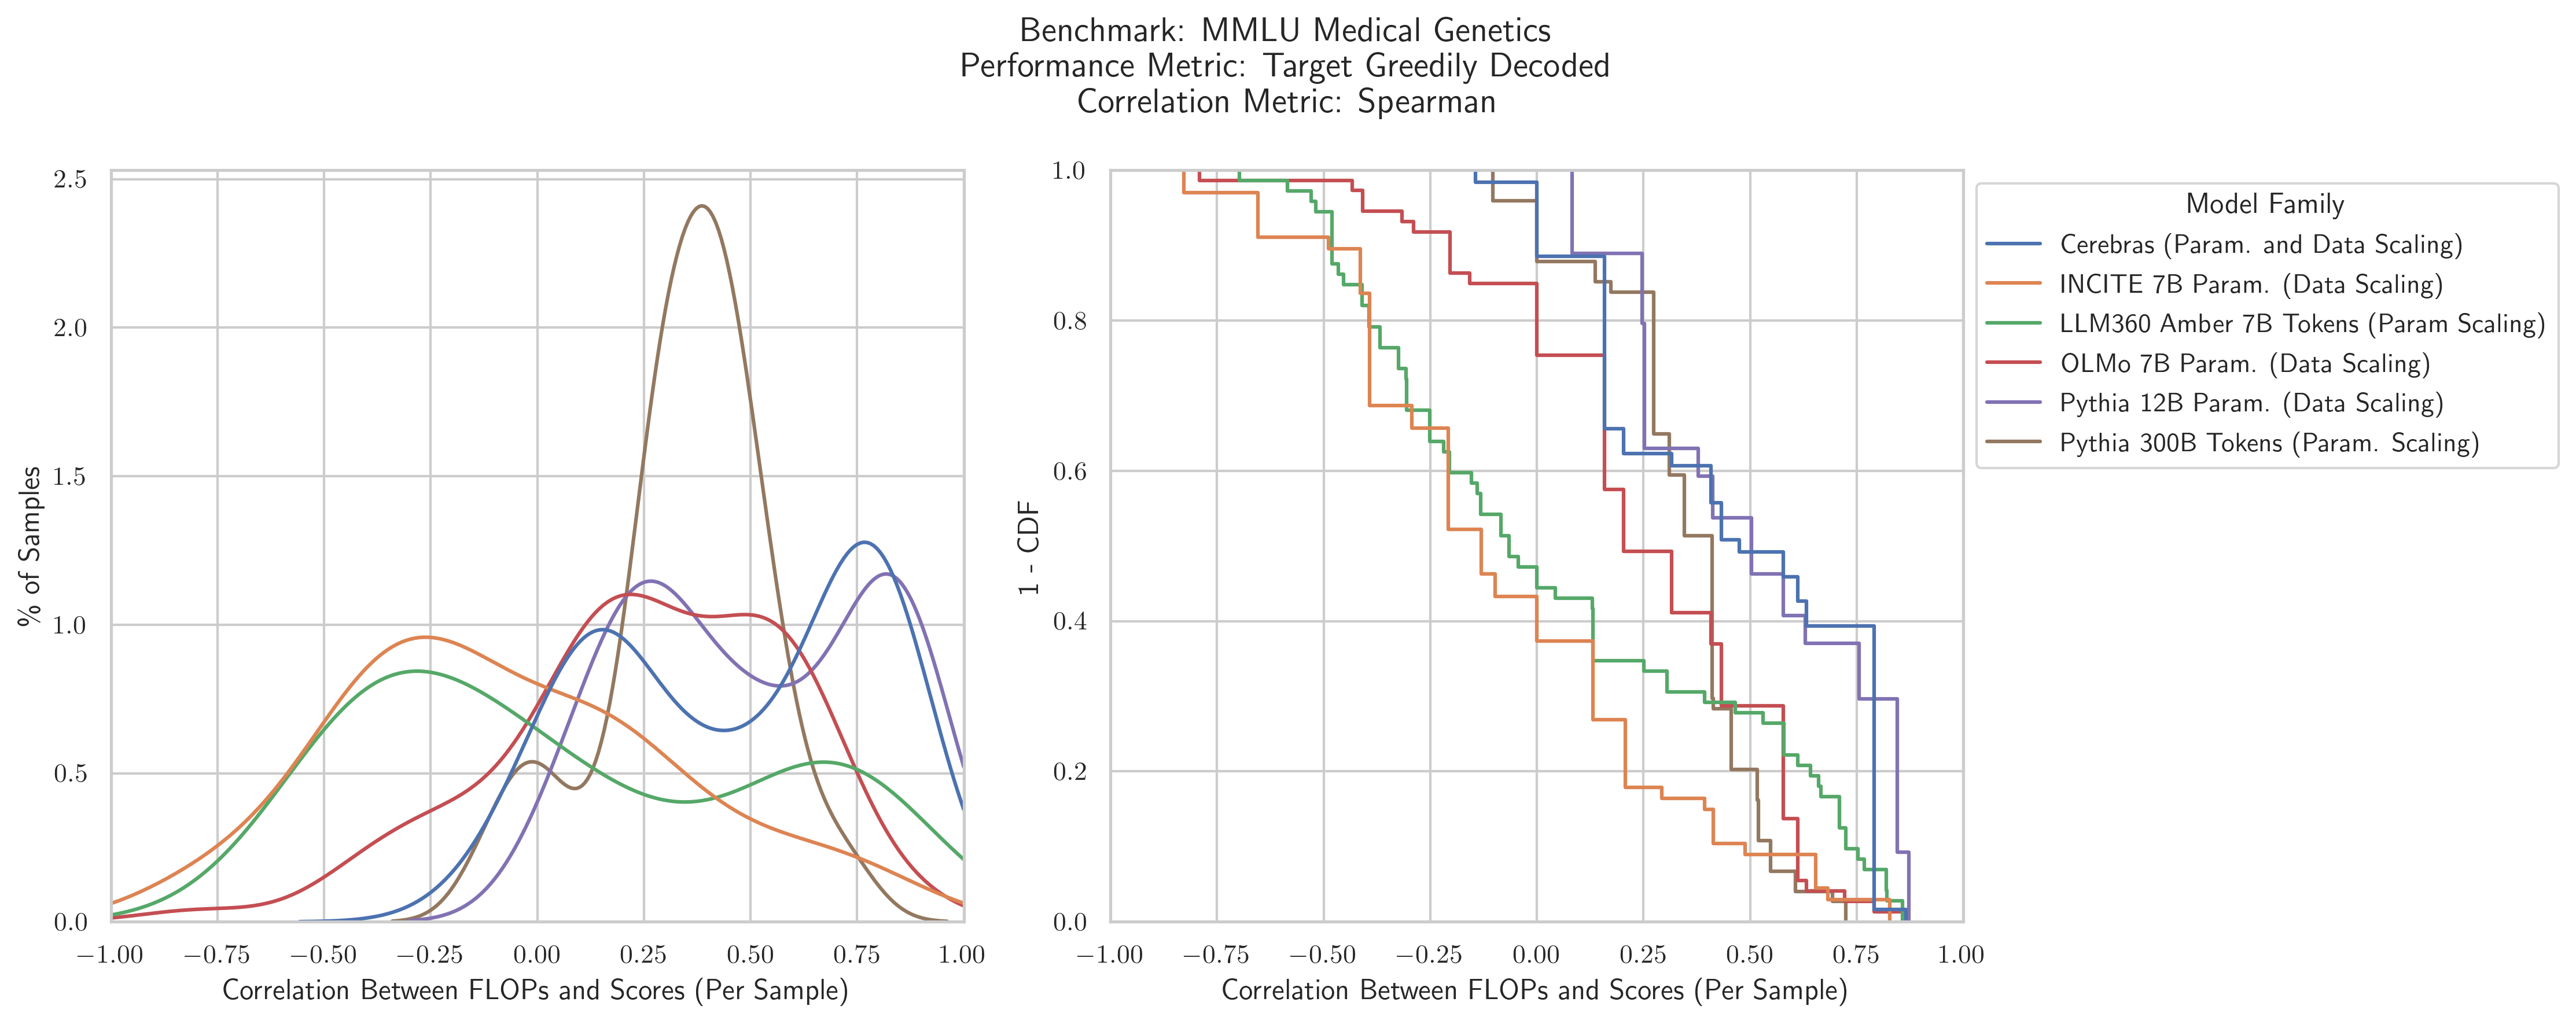 Benchmark: MMLU Medical Genetics
Performance Metric: Target Greedily Decoded
Correlation Metric: Spearman
% of Samples
2.5
2.0
1.5
1.0
0.5
0.0
−1.00 −0.75 −0.50 −0.25 0.00 0.25 0.50 0.75 1.00
Correlation Between FLOPs and Scores (Per Sample)
1 - CDF
1.0
0.8
0.6
0.4
0.2
0.0
−1.00 −0.75 −0.50 −0.25 0.00 0.25 0.50 0.75 1.00
Correlation Between FLOPs and Scores (Per Sample)
Model Family
Cerebras (Param. and Data Scaling)
INCITE 7B Param. (Data Scaling)
LLM360 Amber 7B Tokens (Param Scaling)
OLMo 7B Param. (Data Scaling)
Pythia 12B Param. (Data Scaling)
Pythia 300B Tokens (Param. Scaling)